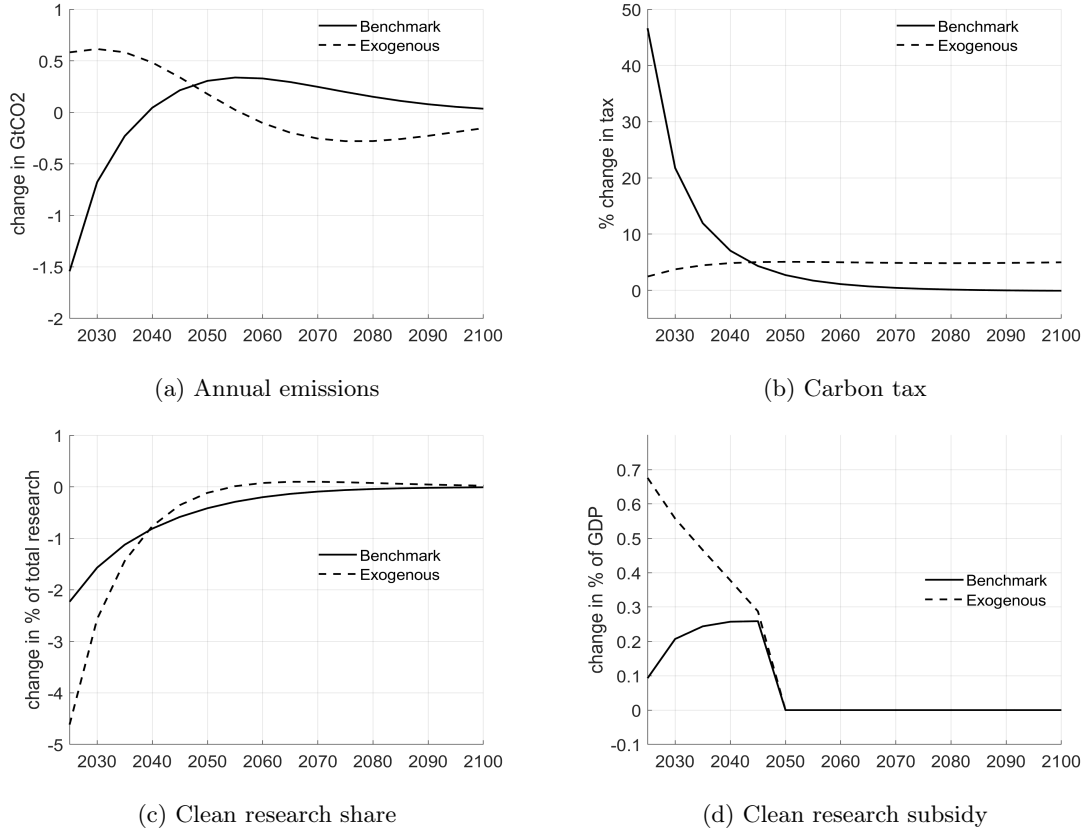 1
0.5
0
-0.5
-1
-1.5
-2
change in GtCO2
Benchmark
Exogenous
2030 2040 2050 2060 2070 2080 2090 2100
(a) Annual emissions
50
40
30
20
10
0
% change in tax
Benchmark
Exogenous
2030 2040 2050 2060 2070 2080 2090 2100
(b) Carbon tax
1
0
-1
-2
-3
-4
-5
change in % of total research
Benchmark
Exogenous
2030 2040 2050 2060 2070 2080 2090 2100
(c) Clean research share
0.7
0.6
0.5
0.4
0.3
0.2
0.1
0
-0.1
change in % of GDP
Benchmark
Exogenous
2030 2040 2050 2060 2070 2080 2090 2100
(d) Clean research subsidy